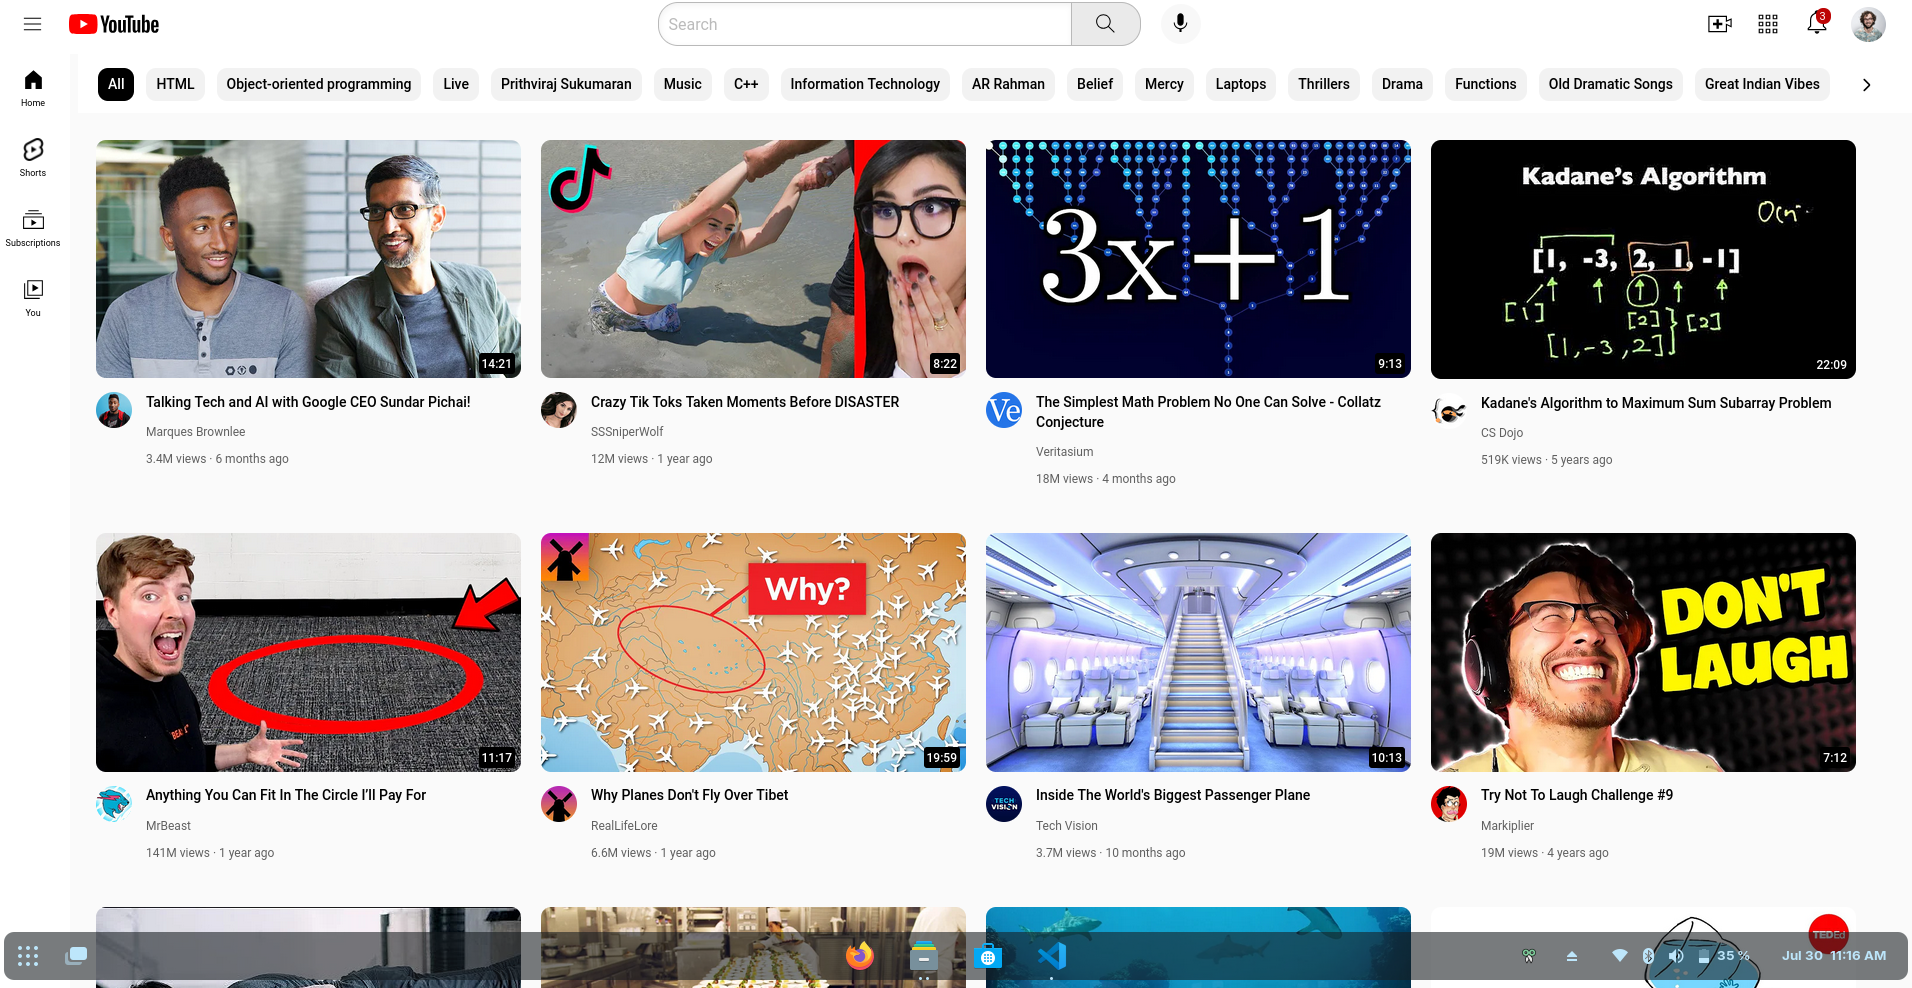 YouTube
Search
3
Home
Shorts
Subscriptions
You
All
HTML
Object-oriented programming
Live
Prithviraj Sukumaran
Music
C++
Information Technology
AR Rahman
Belief
Mercy
Laptops
Thrillers
Drama
Functions
Old Dramatic Songs
Great Indian Vibes
14:21
Talking Tech and AI with Google CEO Sundar Pichai!
Marques Brownlee
3.4M views · 6 months ago
8:22
Crazy Tik Toks Taken Moments Before DISASTER
SSSniperWolf
12M views · 1 year ago
3x+1
9:13
Ve
The Simplest Math Problem No One Can Solve - Collatz
Conjecture
Veritasium
18M views · 4 months ago
Kadane's Algorithm
[1, -3, 2, 1, -1]
[1]
[2]
[2]
[1, -3, 2]
22:09
Kadane's Algorithm to Maximum Sum Subarray Problem
CS Dojo
519K views · 5 years ago
11:17
Anything You Can Fit In The Circle I'll Pay For
MrBeast
141M views · 1 year ago
Why?
19:59
Why Planes Don't Fly Over Tibet
RealLifeLore
6.6M views · 1 year ago
10:13
TECH
VISION
Inside The World's Biggest Passenger Plane
Tech Vision
3.7M views · 10 months ago
DON'T
LAUGH
7:12
Try Not To Laugh Challenge #9
Markiplier
19M views · 4 years ago
TEDEd
35 %
Jul 30 11:16 AM